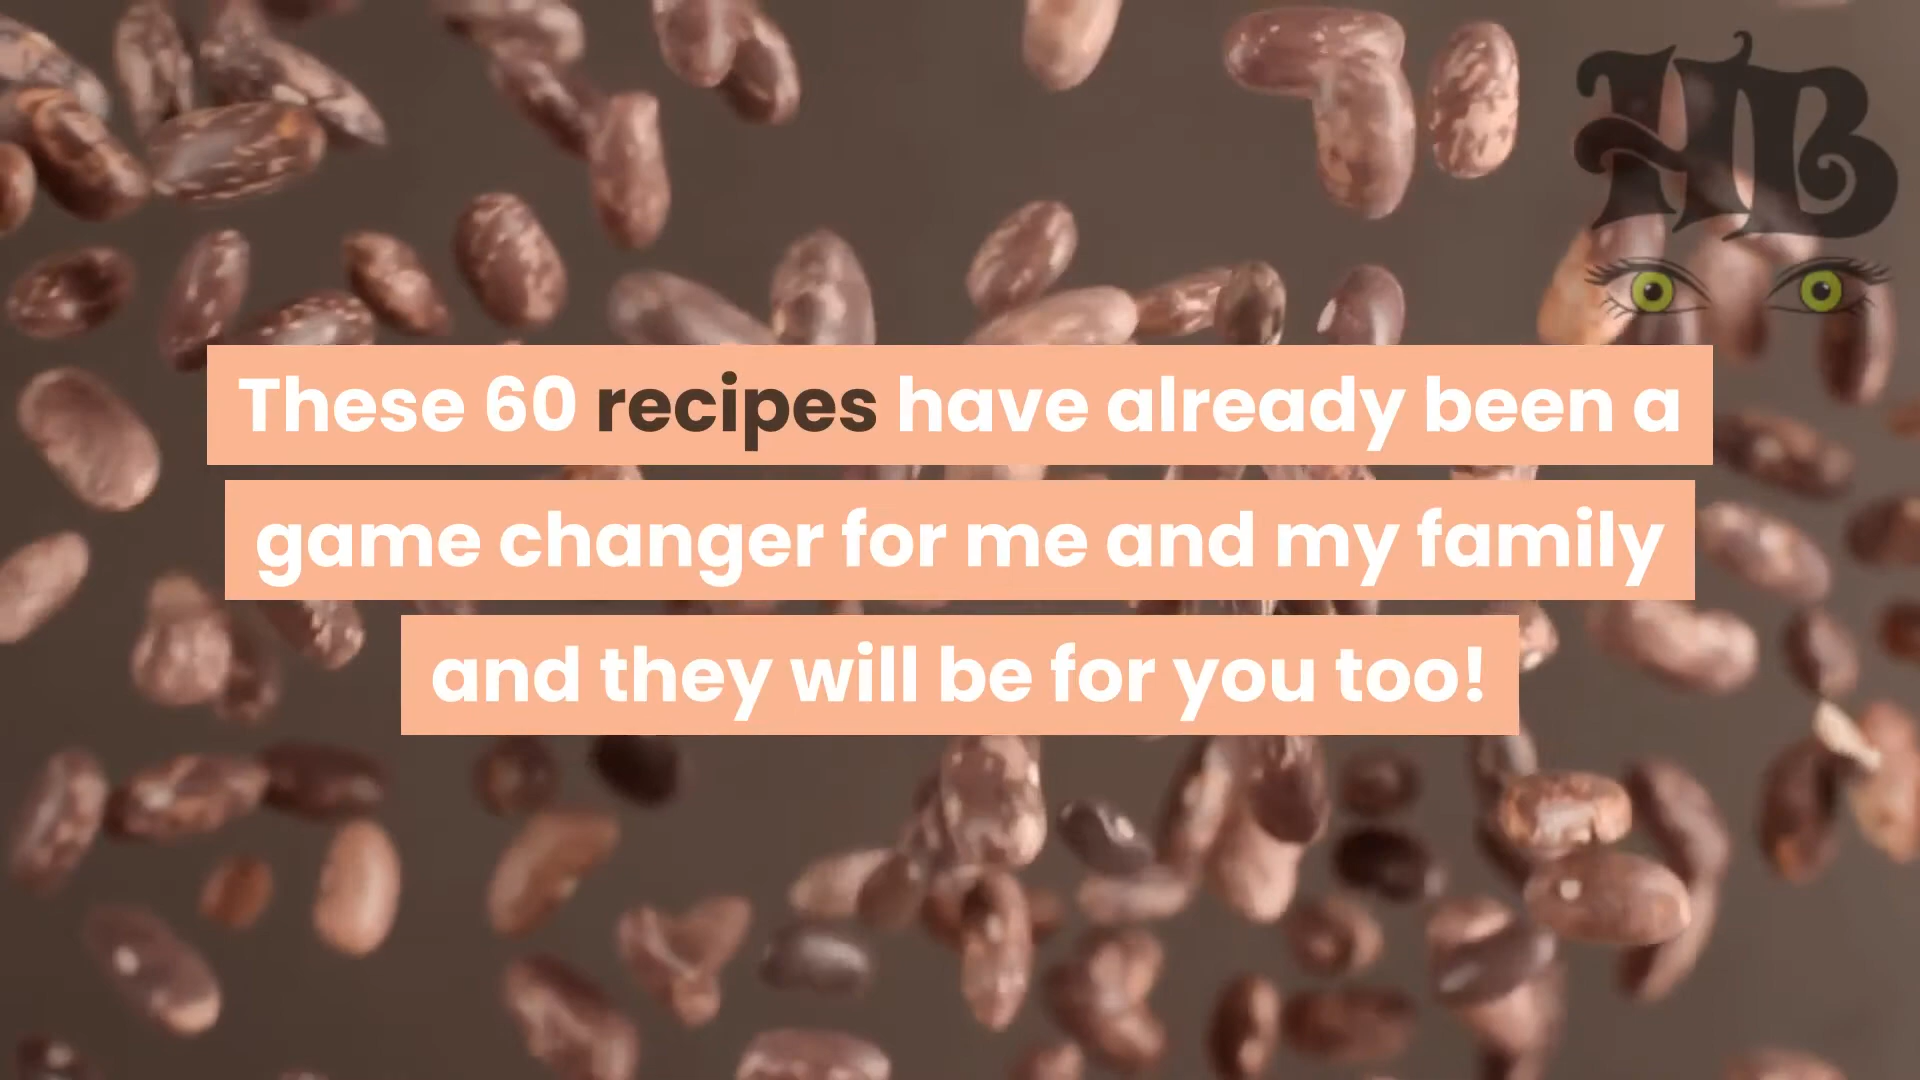 HB
These 60 recipes have already been a
game changer for me and my family
and they will be for you too!